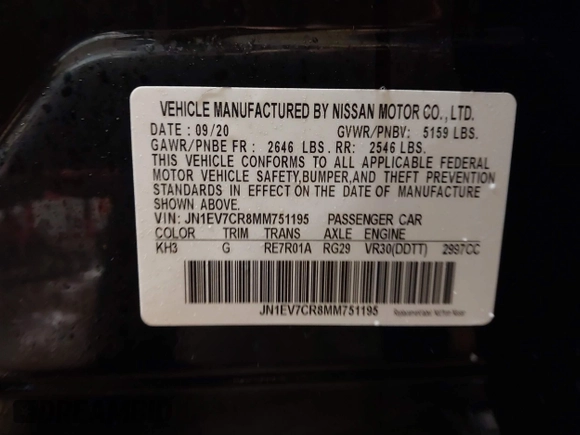 VEHICLE MANUFACTURED BY NISSAN MOTOR CO., LTD.
DATE : 09/20 GVWR/PNBV: 5159 LBS.
GAWR/PNBE FR : 2646 LBS. RR: 2546 LBS.
THIS VEHICLE CONFORMS TO ALL APPLICABLE FEDERAL
MOTOR VEHICLE SAFETY,BUMPER,AND THEFT PREVENTION
STANDARDS IN EFFECT ON THE DATE OF MANUFACTURE
SHOWN ABOVE.
VIN: JN1EV7CR8MM751195 PASSENGER CAR
COLOR TRIM TRANS AXLE ENGINE
KH3 G RE7R01A RG29 VR30(DDTT) 2997CC
JN1EV7CR8MM751195